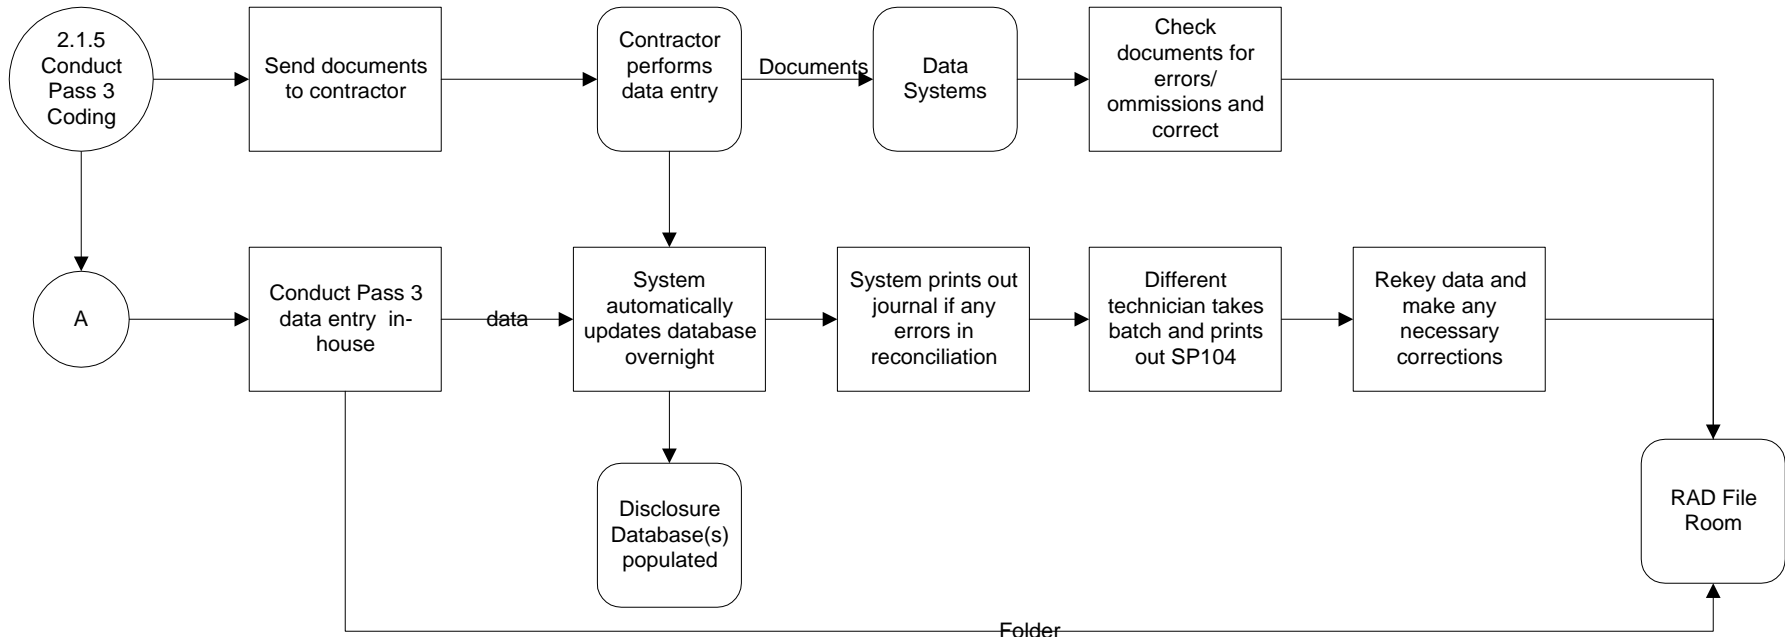 2.1.5
Conduct
Pass 3
Coding
Send documents
to contractor
Contractor
performs
data entry
Documents
Data
Systems
Check
documents for
errors/
ommissions and
correct
A
Conduct Pass 3
data entry in-
house
data
System
automatically
updates database
overnight
System prints out
journal if any
errors in
reconciliation
Different
technician takes
batch and prints
out SP104
Rekey data and
make any
necessary
corrections
Disclosure
Database(s)
populated
RAD File
Room
Folder